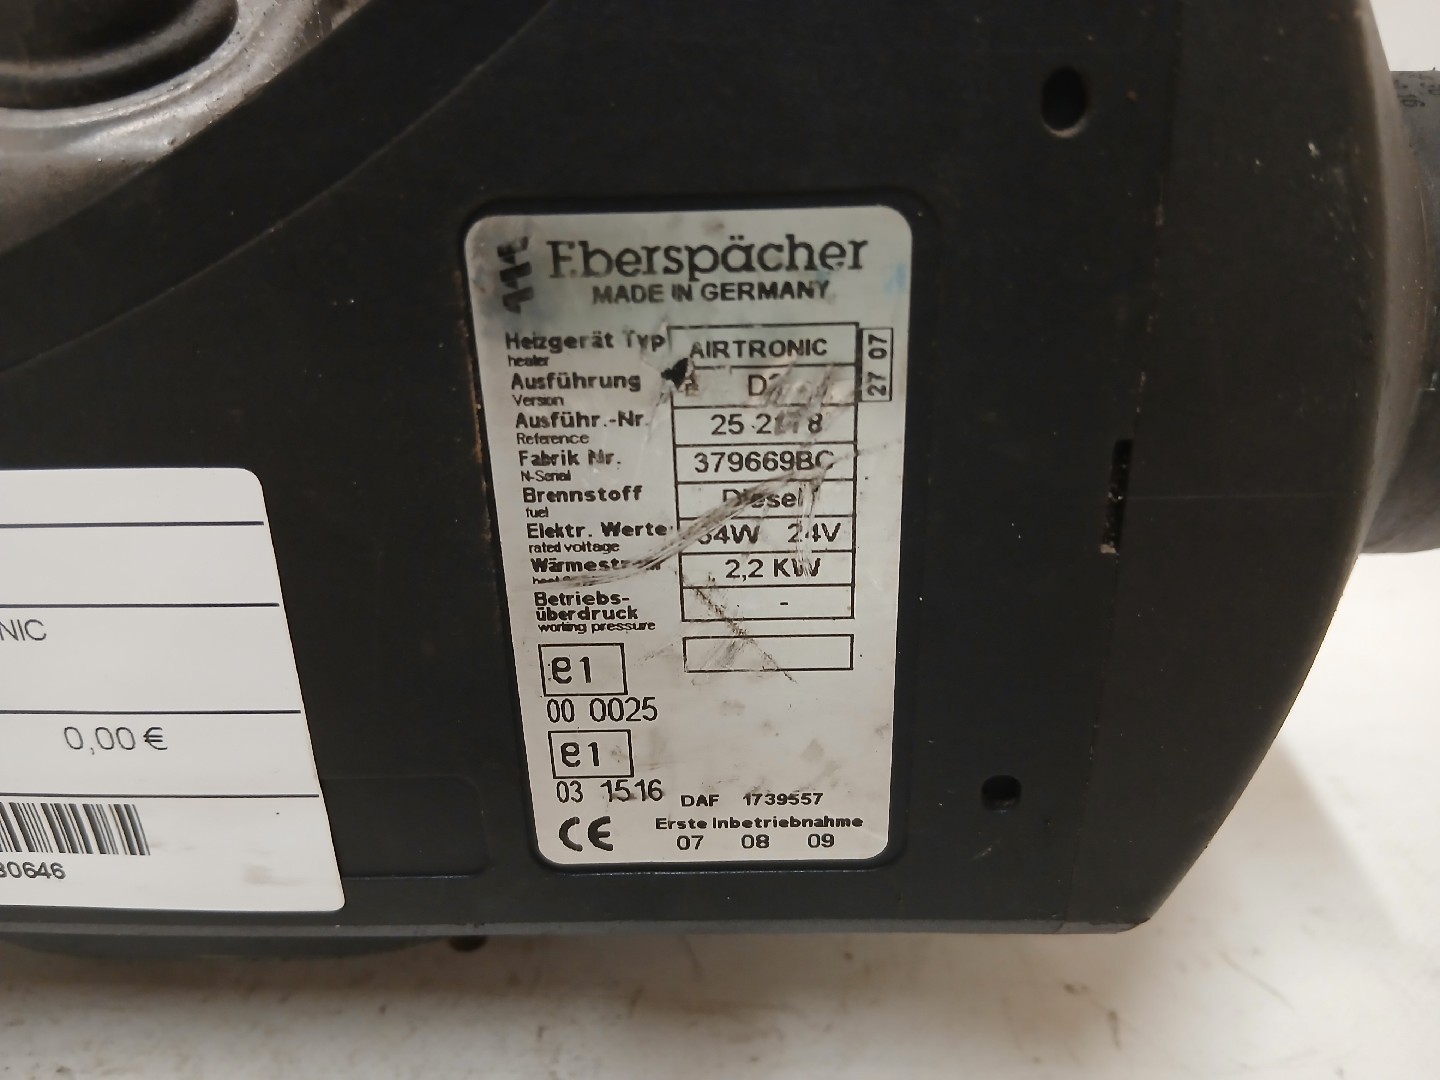 Eberspächer
MADE IN GERMANY
Heizgerät Typ AIRTRONIC
heater
27 07
Ausführung
Version
Ausführ.-Nr.
Reference
Fabrik Nr. 379669BC
N-Serial
Brennstoff Diesel
fuel
Elektr. Werte 24V
rated voltage
2,2 KW
Betriebs- -
überdruck
working pressure
e1
00 0025
e1
03 1516 DAF 1739557
CE Erste Inbetriebnahme
07 08 09
NIC
0,00€
30646